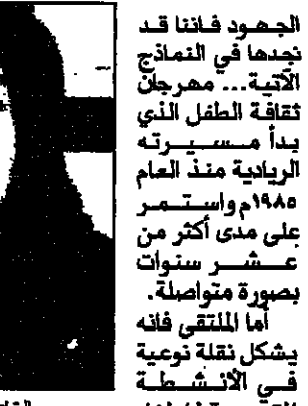 الجهود فاننا قد
نجدها في النماذج
الآتية... مهرجان
ثقافة الطفل الذي
بدأ مسيرته
الريادية منذ العام
١٩٨٥م واستمر
على مدى أكثر من
عشر سنوات
بصورة متواصلة.
أما الملتقى فانه
يشكل نقلة نوعية
في الأنشطة